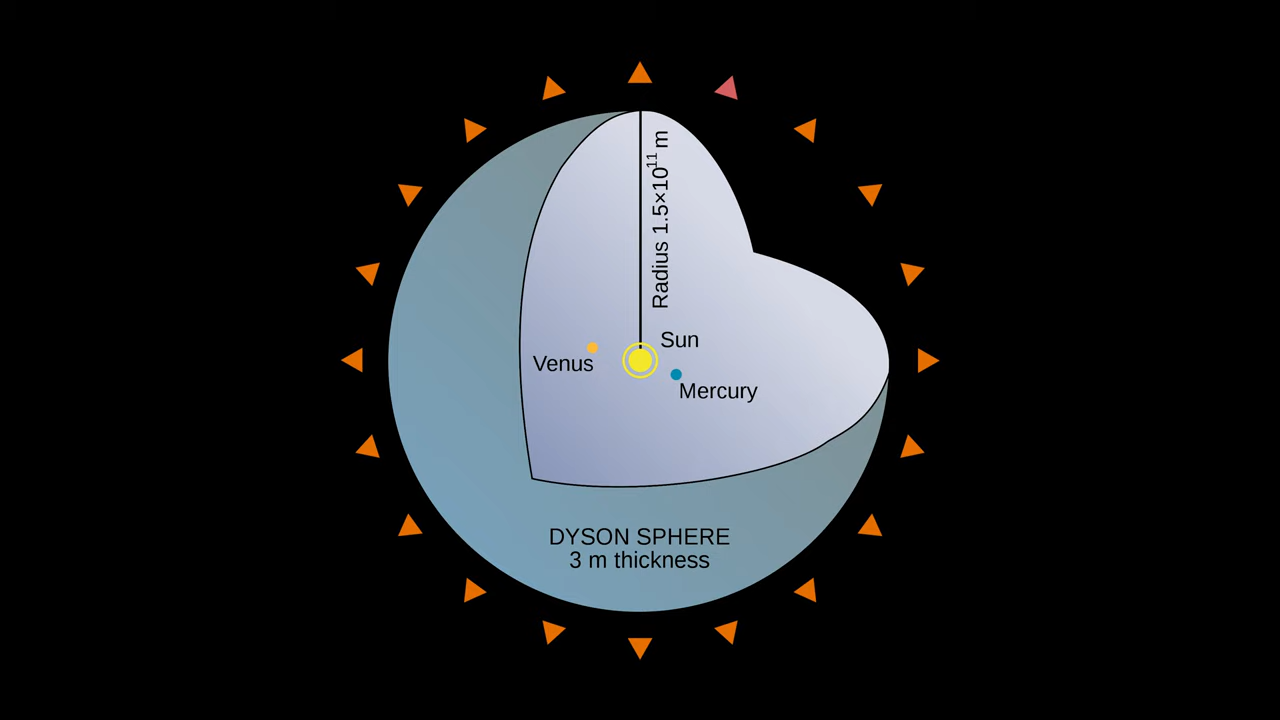 Radius 1.5×10¹¹ m
Sun
Venus
Mercury
DYSON SPHERE
3 m thickness